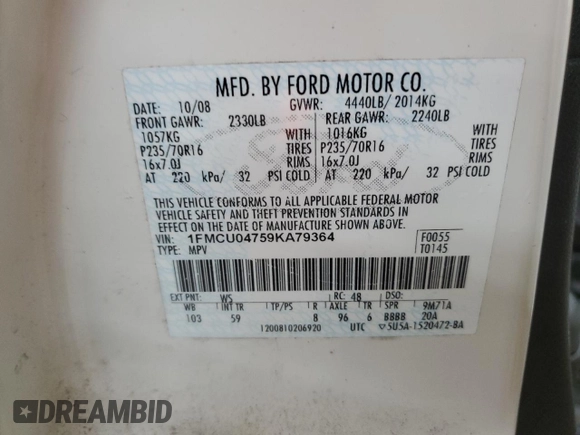 MFD. BY FORD MOTOR CO.
DATE: 10/08 GVWR: 4440LB/ 2014KG
FRONT GAWR: 2330LB REAR GAWR: 2240LB
1057KG WITH 1016KG WITH
P235/70R16 TIRES P235/70R16 TIRES
16x7.0J RIMS 16x7.0J RIMS
AT 220 kPa/ 32 PSI COLD AT 220 kPa/ 32 PSI COLD
THIS VEHICLE CONFORMS TO ALL APPLICABLE FEDERAL MOTOR
VEHICLE SAFETY AND THEFT PREVENTION STANDARDS IN
EFFECT ON THE DATE OF MANUFACTURE SHOWN ABOVE.
VIN: 1FMCU04759KA79364 F0055
TYPE: MPV T0145
EXT PNT: WS RC: 48 DSO:
WB INT TR TP/PS R AXLE TR SPR 9M71A
103 59 8 96 6 BBBB 20A
1200810206920 UTC ▽5U5A-1520472-BA
Ford
DREAMBID